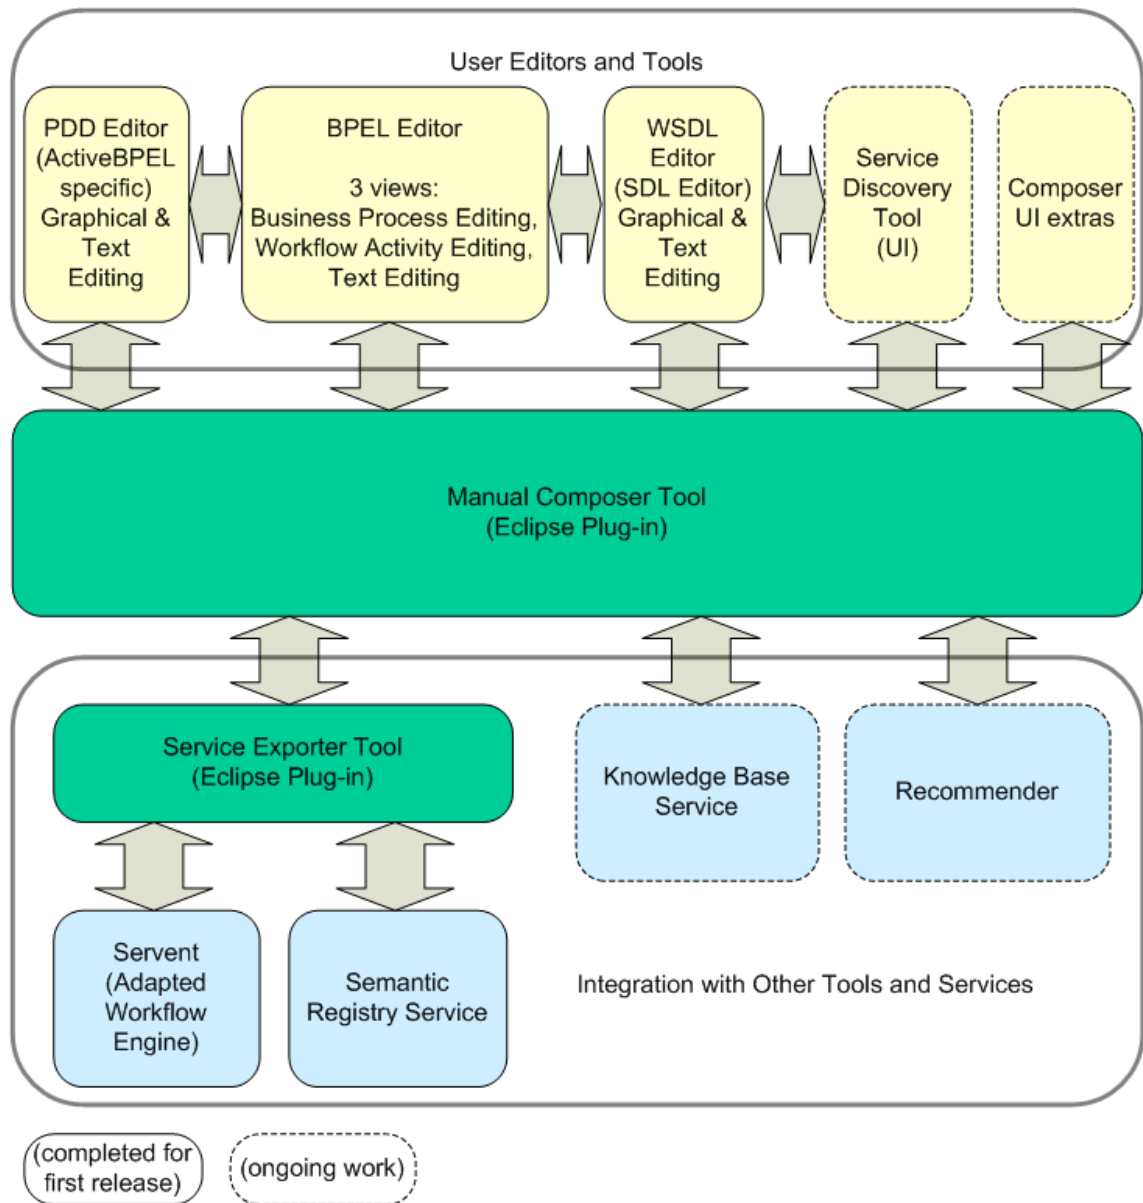 User Editors and Tools
PDD Editor
(ActiveBPEL
specific)
Graphical &
Text
Editing
BPEL Editor
3 views:
Business Process Editing,
Workflow Activity Editing,
Text Editing
WSDL
Editor
(SDL Editor)
Graphical &
Text
Editing
Service
Discovery
Tool
(UI)
Composer
UI extras
Manual Composer Tool
(Eclipse Plug-in)
Service Exporter Tool
(Eclipse Plug-in)
Knowledge Base
Service
Recommender
Servent
(Adapted
Workflow
Engine)
Semantic
Registry Service
Integration with Other Tools and Services
(completed for
first release)
(ongoing work)